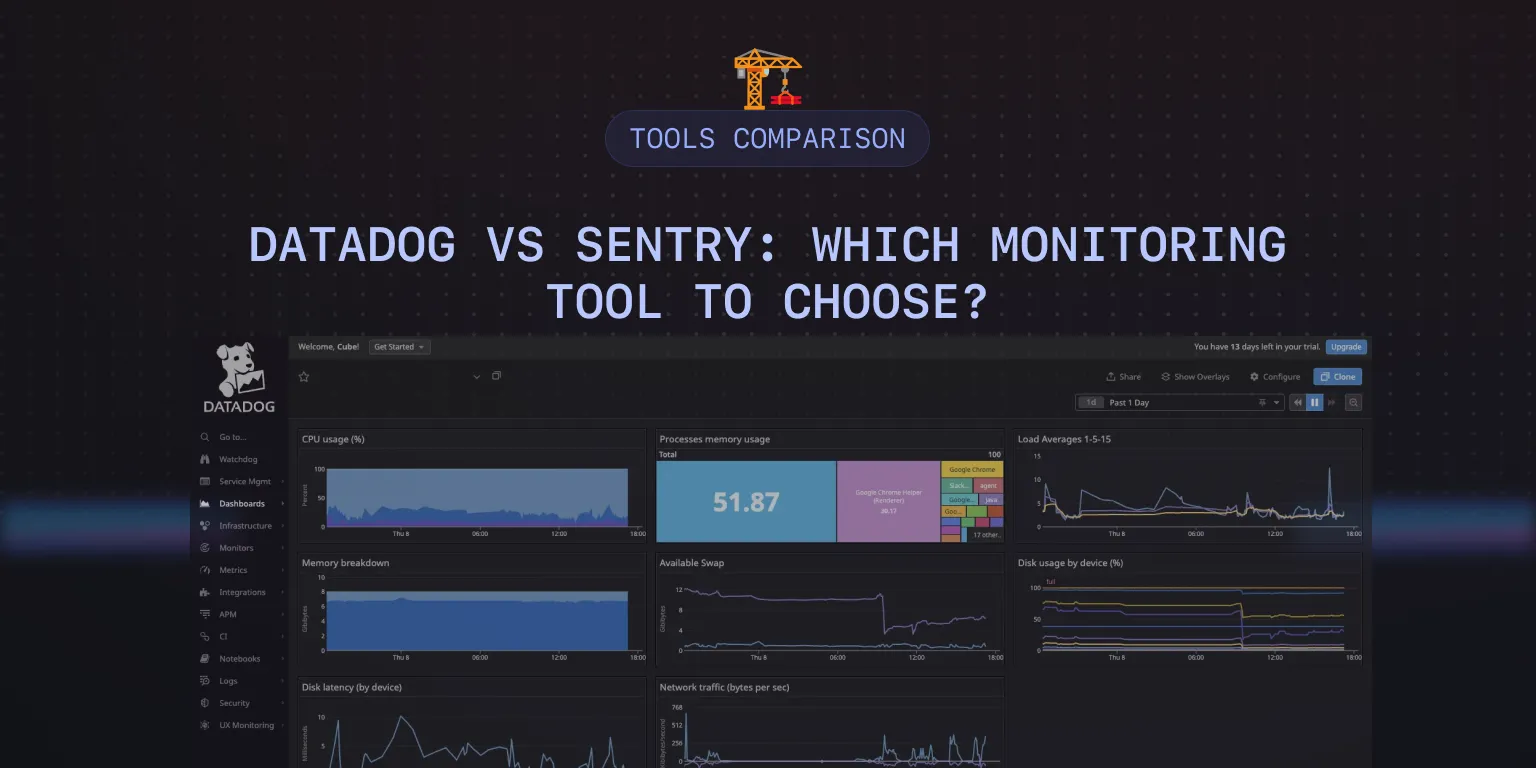 TOOLS COMPARISON
DATADOG VS SENTRY: WHICH MONITORING
TOOL TO CHOOSE?
DATADOG
Welcome, Cube!
Get Started
You have 13 days left in your trial.
Upgrade
Share
Show Overlays
Configure
Clone
1d
Past 1 Day
Go to...
Watchdog
Service Mgmt
Dashboards
Infrastructure
Monitors
Metrics
Integrations
APM
CI
Notebooks
Logs
Security
UX Monitoring
CPU usage (%)
Percent
100
50
0
Thu 8
06:00
12:00
18:00
Processes memory usage
Total
100
51.87
Google Chrome Helper
(Renderer)
Google Chrome
Slack...
agent
Google...
java
Goo...
17 other..
Load Averages 1-5-15
15
10
5
0
Thu 8
06:00
12:00
18:00
Memory breakdown
Gibibytes
10
8
6
4
2
0
Thu 8
06:00
12:00
18:00
Available Swap
Gibibytes
12
8
4
0
Thu 8
06:00
12:00
18:00
Disk usage by device (%)
full
100
50
0
Thu 8
06:00
12:00
18:00
Disk latency (by device)
Milliseconds
10
5
Network traffic (bytes per sec)
768
512
256
0